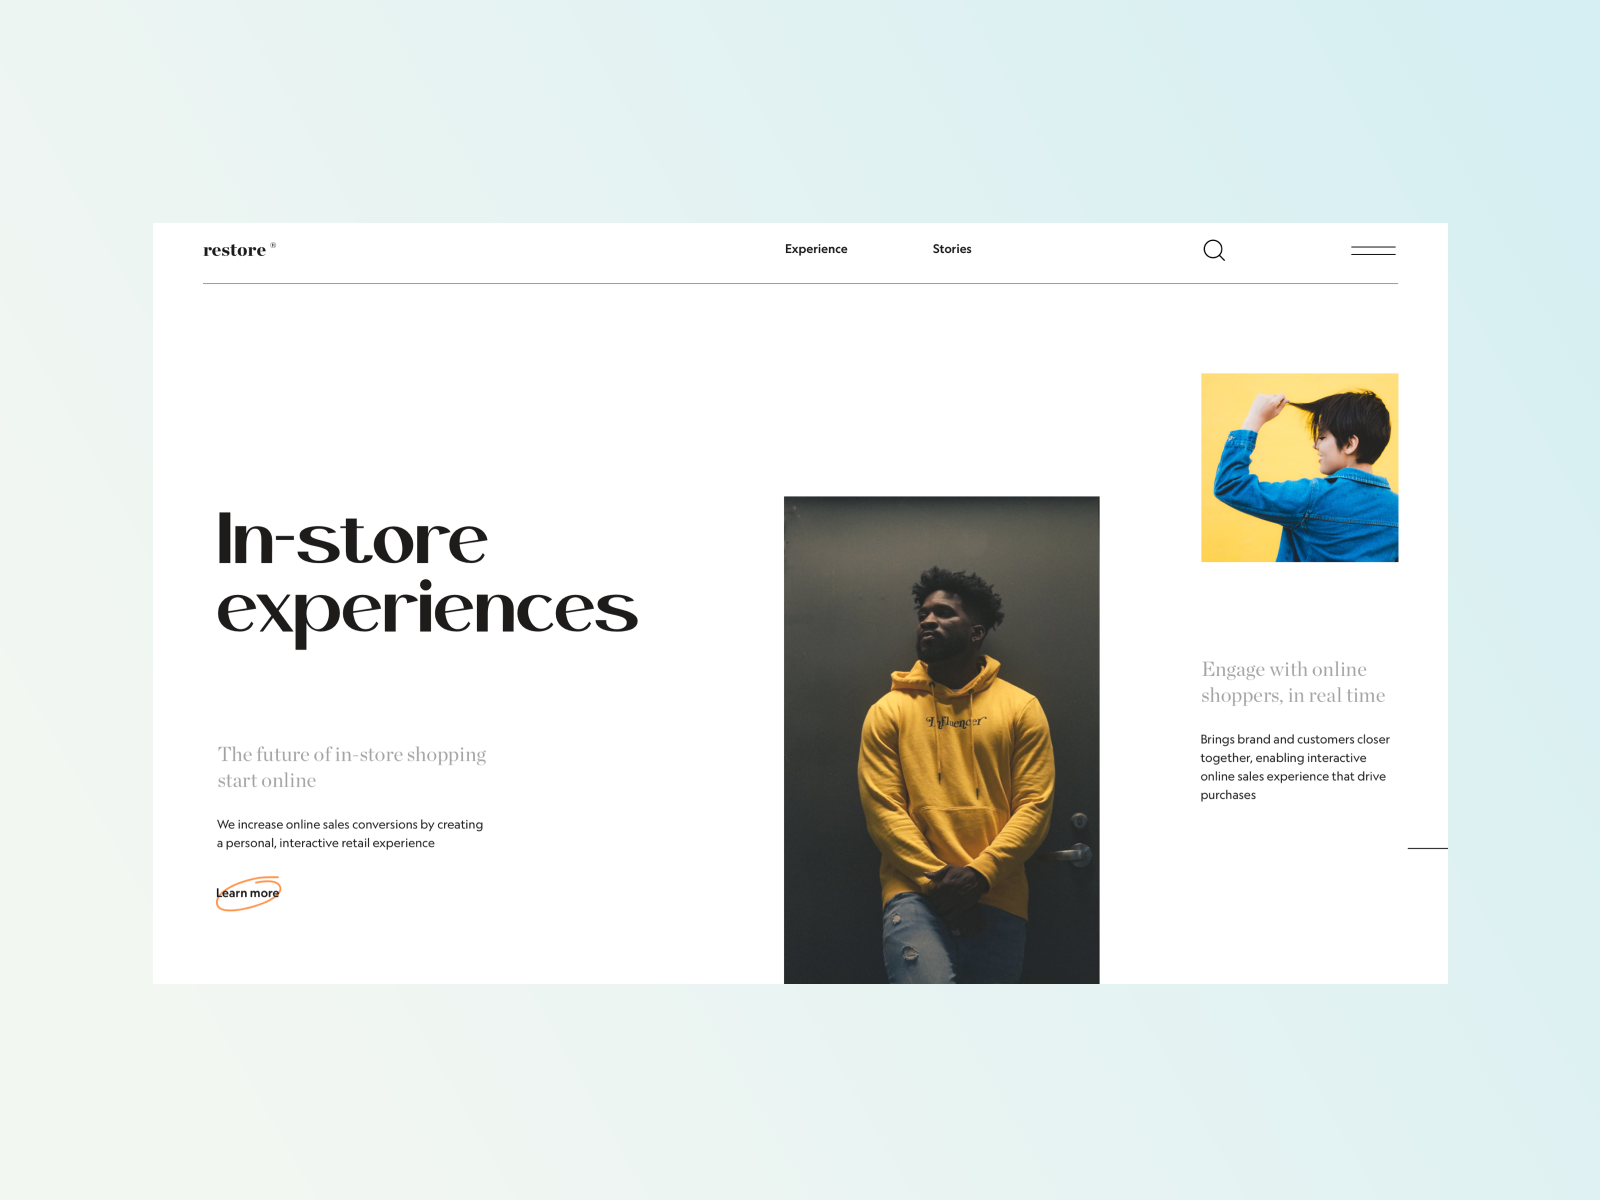 restore ®
Experience
Stories
In-store
experiences
The future of in-store shopping
start online
We increase online sales conversions by creating
a personal, interactive retail experience
Learn more
Influencer
Engage with online
shoppers, in real time
Brings brand and customers closer
together, enabling interactive
online sales experience that drive
purchases